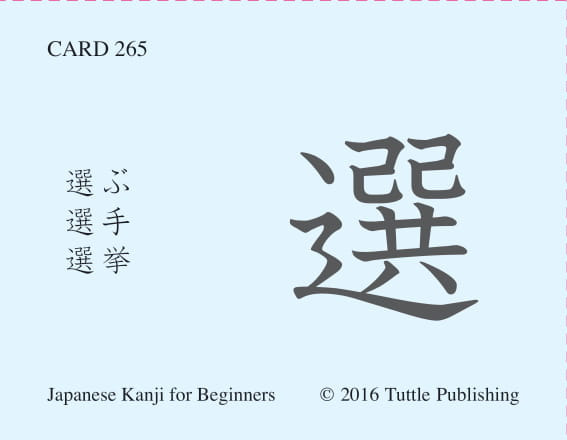 CARD 265
選ぶ
選手
選挙
選
Japanese Kanji for Beginners © 2016 Tuttle Publishing